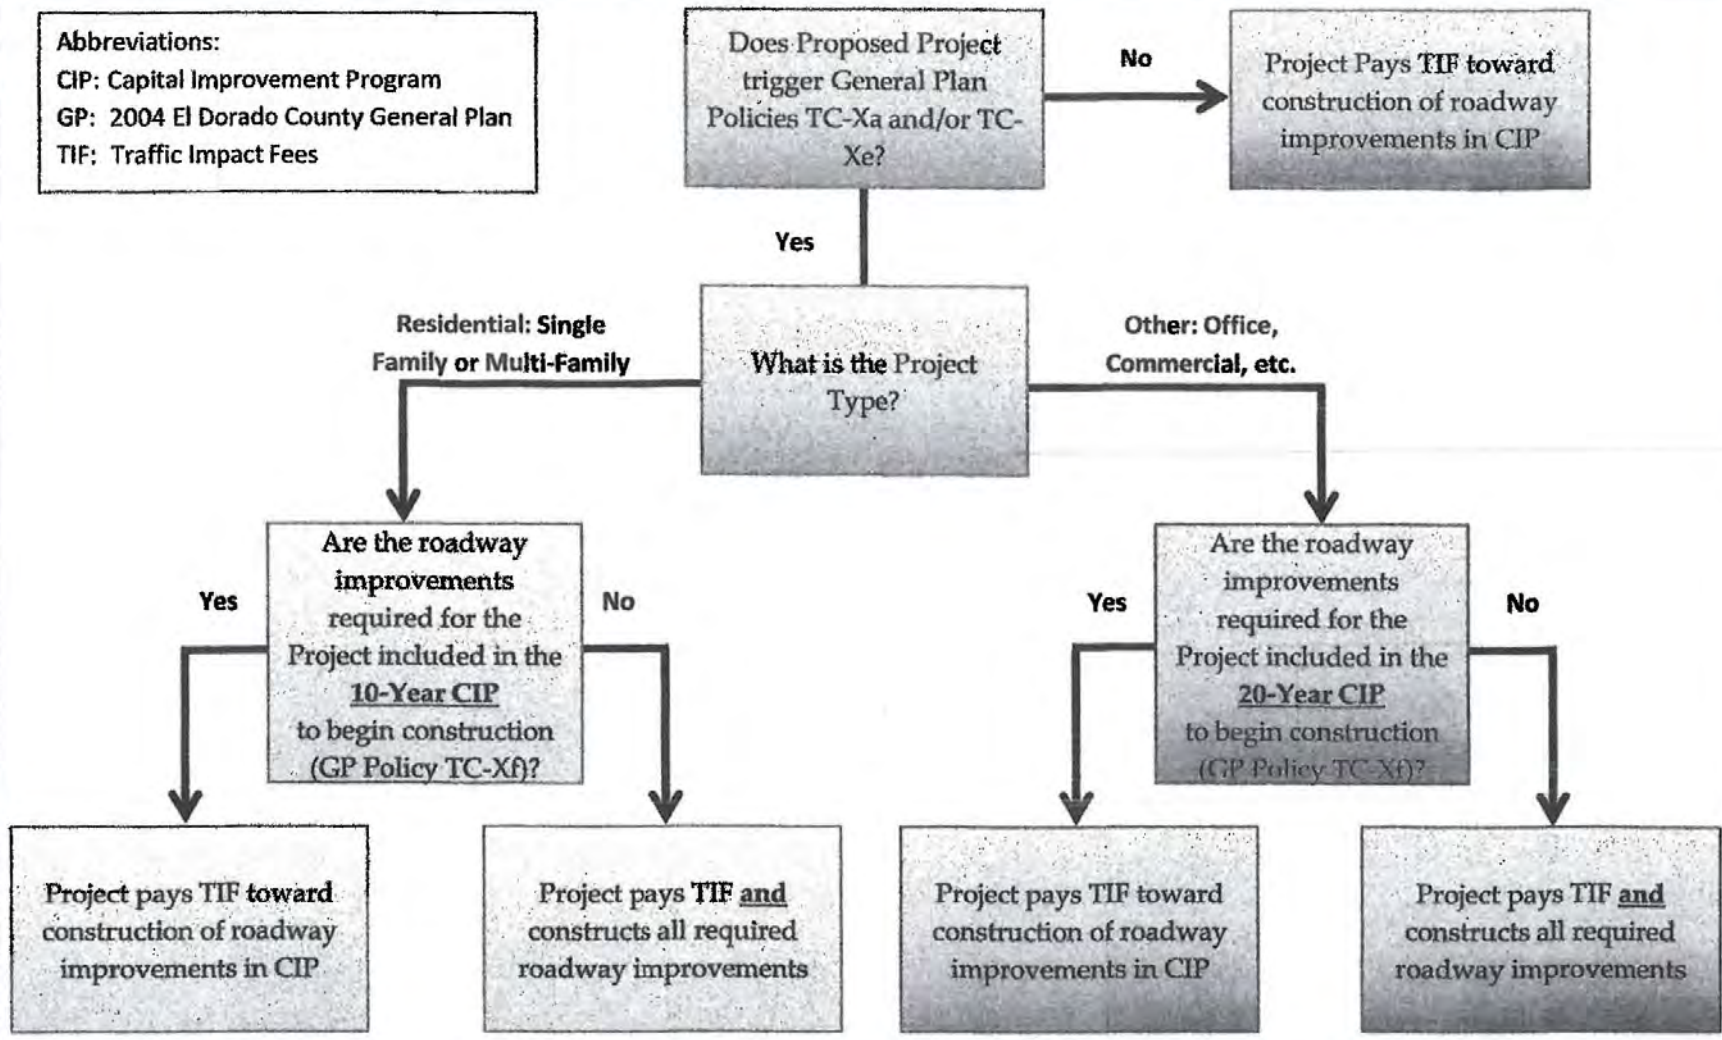 Abbreviations:
CIP: Capital Improvement Program
GP: 2004 El Dorado County General Plan
TIF: Traffic Impact Fees
Does Proposed Project
trigger General Plan
Policies TC-Xa and/or TC-
Xe?
No
Project Pays TIF toward
construction of roadway
improvements in CIP
Yes
What is the Project
Type?
Residential: Single
Family or Multi-Family
Other: Office,
Commercial, etc.
Are the roadway
improvements
required for the
Project included in the
10-Year CIP
to begin construction
(GP Policy TC-Xf)?
Yes
No
Are the roadway
improvements
required for the
Project included in the
20-Year CIP
to begin construction
(GP Policy TC-Xf)?
Yes
No
Project pays TIF toward
construction of roadway
improvements in CIP
Project pays TIF and
constructs all required
roadway improvements
Project pays TIF toward
construction of roadway
improvements in CIP
Project pays TIF and
constructs all required
roadway improvements